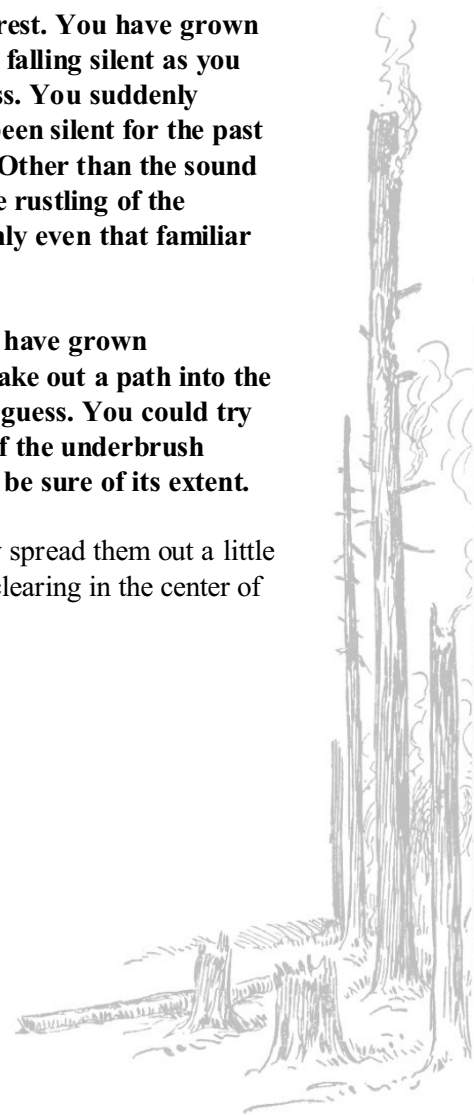 rest. You have grown
falling silent as you
ss. You suddenly
een silent for the past
Other than the sound
e rustling of the
nly even that familiar
have grown
ake out a path into the
guess. You could try
f the underbrush
be sure of its extent.
spread them out a little
clearing in the center of